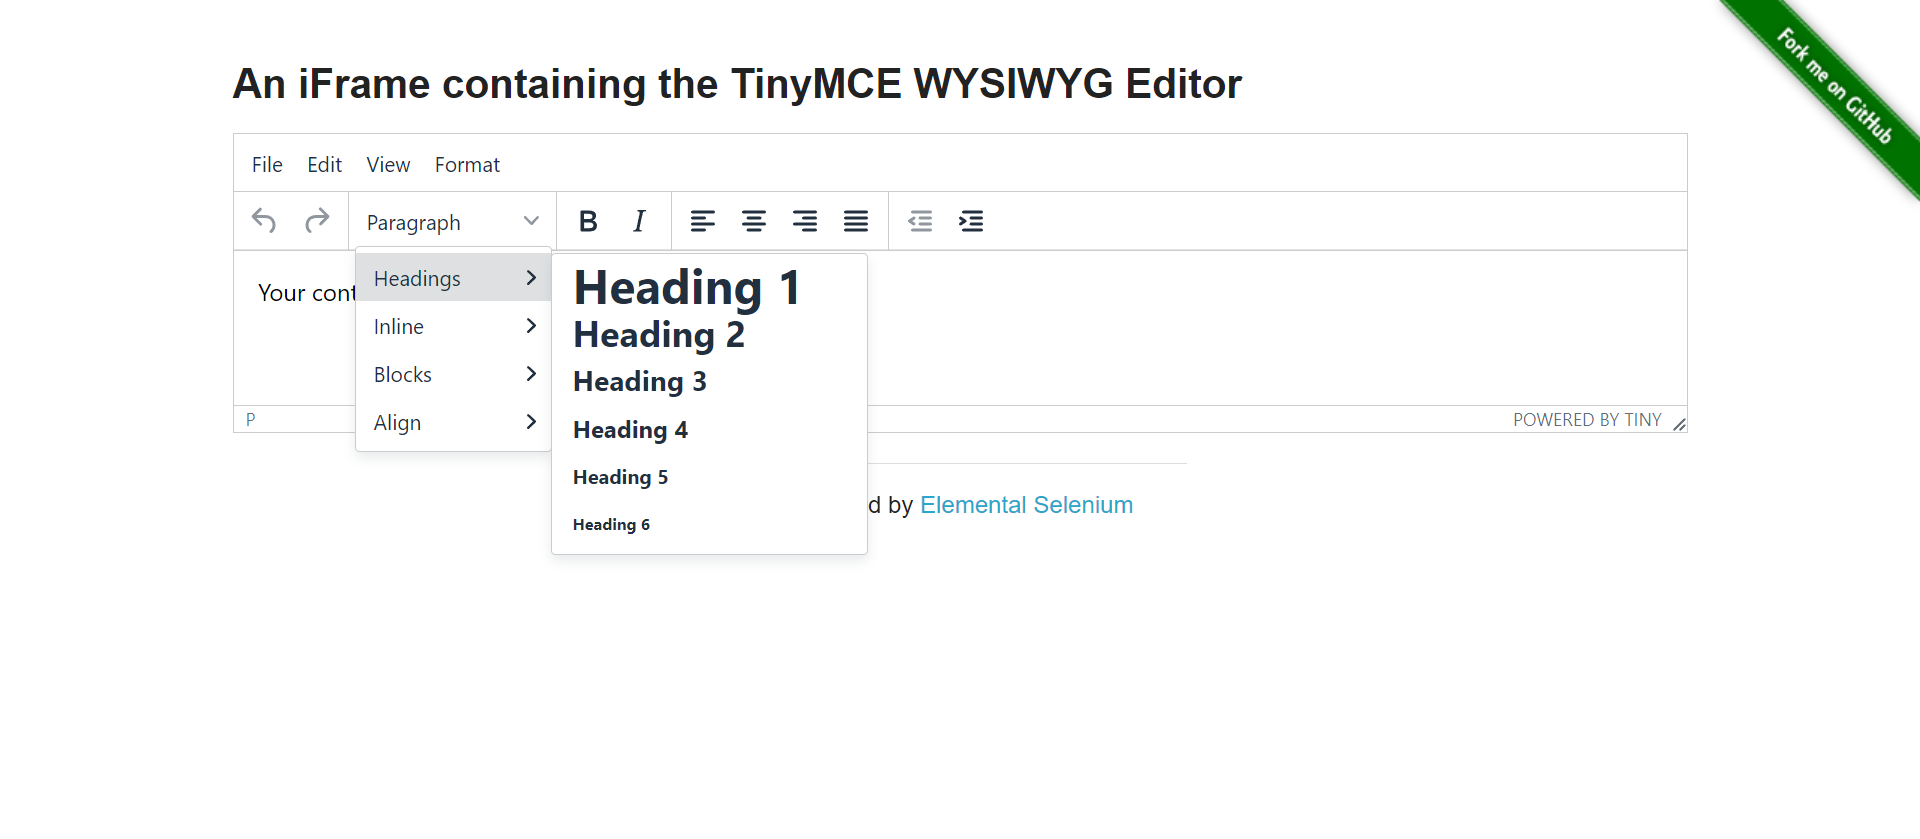 An iFrame containing the TinyMCE WYSIWYG Editor
Fork me on GitHub
File Edit View Format
Paragraph B I
Your cont
Headings
Inline
Blocks
Align
Heading 1
Heading 2
Heading 3
Heading 4
Heading 5
Heading 6
P
POWERED BY TINY
d by Elemental Selenium